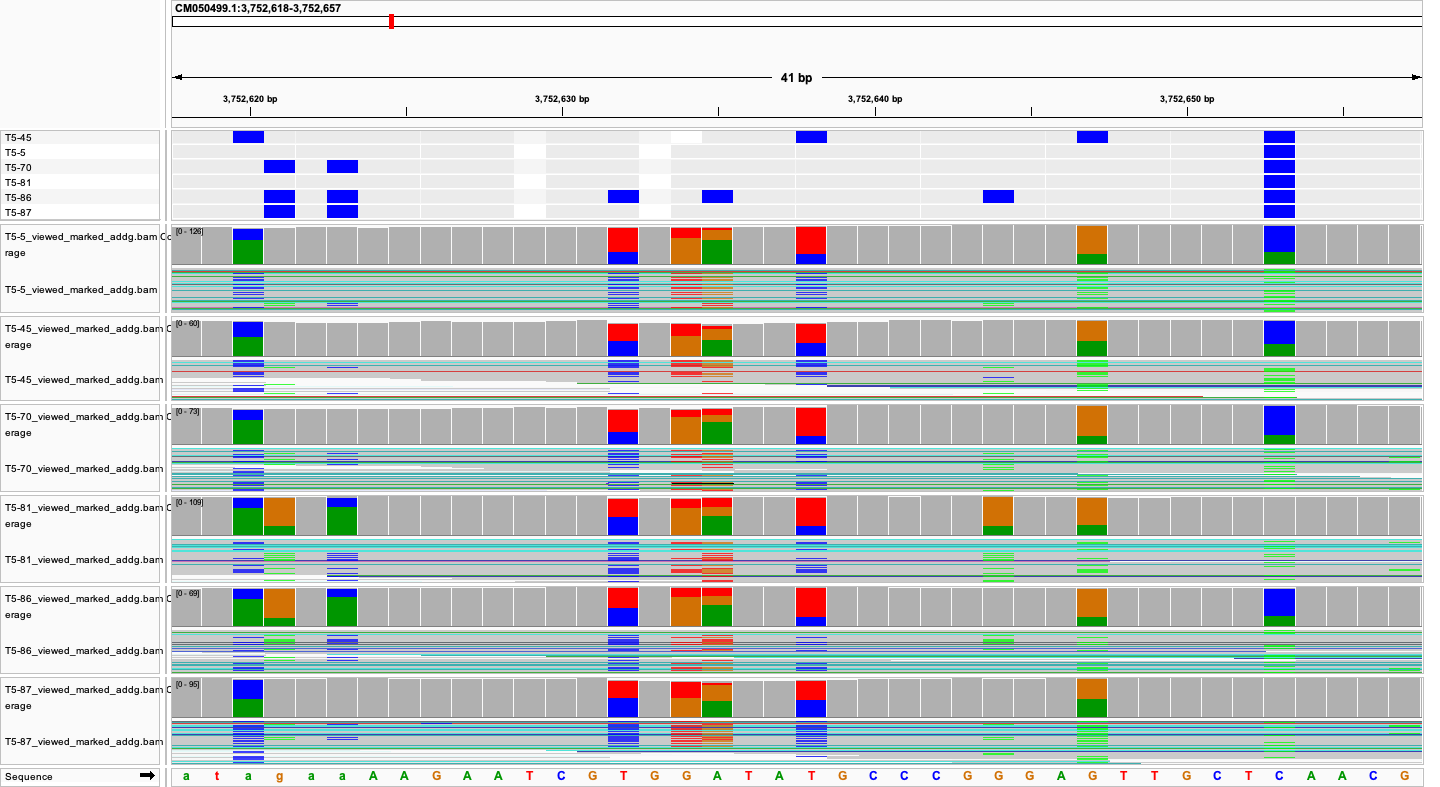 CM050499.1:3,752,618-3,752,657
41 bp
3,752,620 bp 3,752,630 bp 3,752,640 bp 3,752,650 bp
T5-45
T5-5
T5-70
T5-81
T5-86
T5-87
T5-5_viewed_marked_addg.bam Co [0 - 126]
rage
T5-5_viewed_marked_addg.bam
T5-45_viewed_marked_addg.bam C [0 - 60]
erage
T5-45_viewed_marked_addg.bam
T5-70_viewed_marked_addg.bam C [0 - 73]
erage
T5-70_viewed_marked_addg.bam
T5-81_viewed_marked_addg.bam C [0 - 109]
erage
T5-81_viewed_marked_addg.bam
T5-86_viewed_marked_addg.bam C [0 - 69]
erage
T5-86_viewed_marked_addg.bam
T5-87_viewed_marked_addg.bam C [0 - 95]
erage
T5-87_viewed_marked_addg.bam
Sequence a t a g a a A A G A A T C G T G G A T A T G C C C G G G A G T T G C T C A A C G